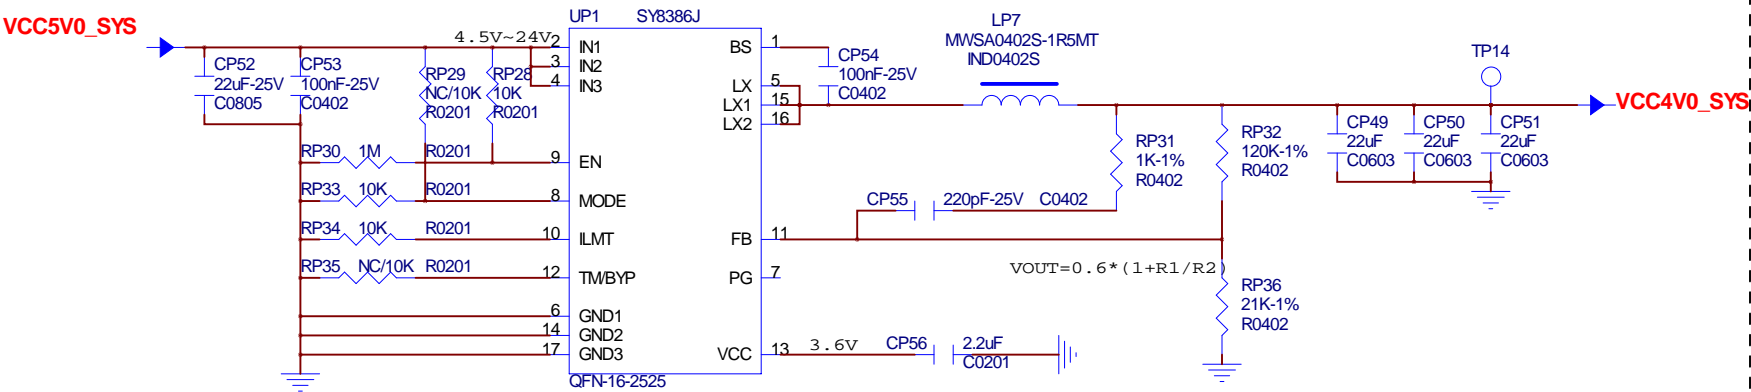 VCC5V0_SYS
UP1 SY8386J
4.5V~24V
2 IN1
3 IN2
4 IN3
CP52
22uF-25V
C0805
CP53
100nF-25V
C0402
RP29
NC/10K
R0201
RP28
10K
R0201
RP30 1M R0201
9 EN
RP33 10K R0201
8 MODE
RP34 10K R0201
10 ILMT
RP35 NC/10K R0201
12 TM/BYP
6 GND1
14 GND2
17 GND3
QFN-16-2525
BS 1
LX 5
LX1 15
LX2 16
FB 11
PG 7
VCC 13
3.6V
CP54
100nF-25V
C0402
LP7
MWSA0402S-1R5MT
IND0402S
RP31
1K-1%
R0402
RP32
120K-1%
R0402
CP55 220pF-25V C0402
VOUT=0.6*(1+R1/R2)
RP36
21K-1%
R0402
CP56 2.2uF
C0201
TP14
VCC4V0_SYS
CP49
22uF
C0603
CP50
22uF
C0603
CP51
22uF
C0603